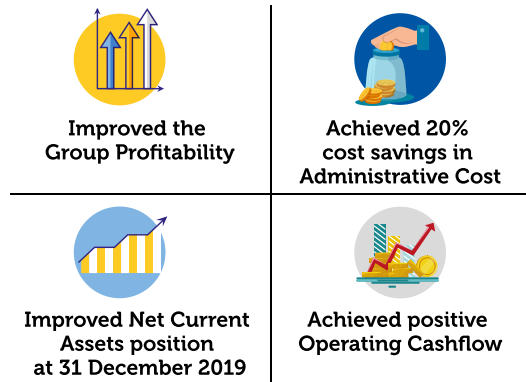 Improved the
Group Profitability
Achieved 20%
cost savings in
Administrative Cost
Improved Net Current
Assets position
at 31 December 2019
Achieved positive
Operating Cashflow